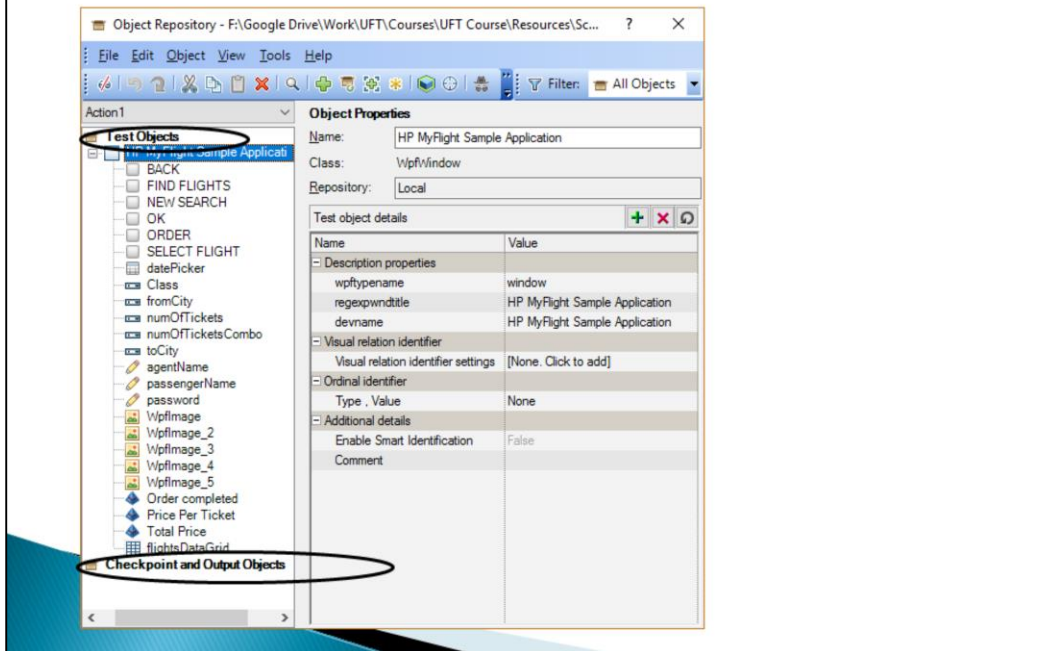 Object Repository - F:\Google Drive\Work\UFT\Courses\UFT Course\Resources\Sc... ? ×
File Edit Object View Tools Help
Filter: All Objects
Action1
Test Objects
HP MyFlight Sample Applicati
BACK
FIND FLIGHTS
NEW SEARCH
OK
ORDER
SELECT FLIGHT
datePicker
Class
fromCity
numOfTickets
numOfTicketsCombo
toCity
agentName
passengerName
password
WpfImage
WpfImage_2
WpfImage_3
WpfImage_4
WpfImage_5
Order completed
Price Per Ticket
Total Price
flightsDataGrid
Checkpoint and Output Objects
Object Properties
Name: HP MyFlight Sample Application
Class: WpfWindow
Repository: Local
Test object details
Name Value
Description properties
wpftypename window
regexpwndtitle HP MyFlight Sample Application
devname HP MyFlight Sample Application
Visual relation identifier
Visual relation identifier settings [None. Click to add]
Ordinal identifier
Type , Value None
Additional details
Enable Smart Identification False
Comment